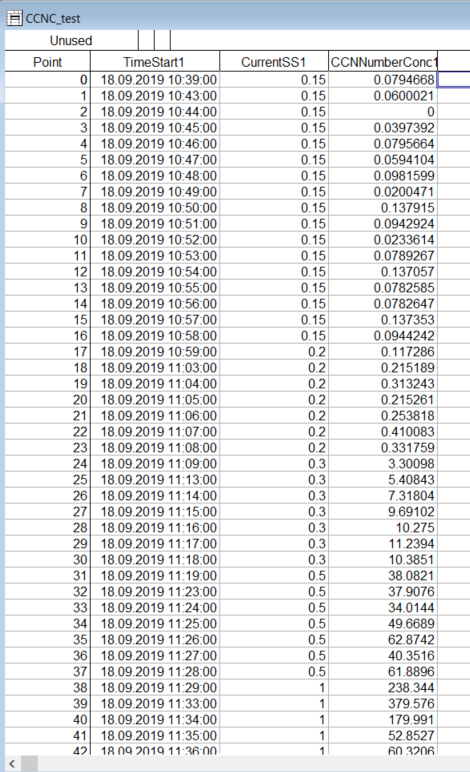 CCNC_test
Unused
Point TimeStart1 CurrentSS1 CCNNumberConc1
0 18.09.2019 10:39:00 0.15 0.0794668
1 18.09.2019 10:43:00 0.15 0.0600021
2 18.09.2019 10:44:00 0.15 0
3 18.09.2019 10:45:00 0.15 0.0397392
4 18.09.2019 10:46:00 0.15 0.0795664
5 18.09.2019 10:47:00 0.15 0.0594104
6 18.09.2019 10:48:00 0.15 0.0981599
7 18.09.2019 10:49:00 0.15 0.0200471
8 18.09.2019 10:50:00 0.15 0.137915
9 18.09.2019 10:51:00 0.15 0.0942924
10 18.09.2019 10:52:00 0.15 0.0233614
11 18.09.2019 10:53:00 0.15 0.0789267
12 18.09.2019 10:54:00 0.15 0.137057
13 18.09.2019 10:55:00 0.15 0.0782585
14 18.09.2019 10:56:00 0.15 0.0782647
15 18.09.2019 10:57:00 0.15 0.137353
16 18.09.2019 10:58:00 0.15 0.0944242
17 18.09.2019 10:59:00 0.2 0.117286
18 18.09.2019 11:03:00 0.2 0.215189
19 18.09.2019 11:04:00 0.2 0.313243
20 18.09.2019 11:05:00 0.2 0.215261
21 18.09.2019 11:06:00 0.2 0.253818
22 18.09.2019 11:07:00 0.2 0.410083
23 18.09.2019 11:08:00 0.2 0.331759
24 18.09.2019 11:09:00 0.3 3.30098
25 18.09.2019 11:13:00 0.3 5.40843
26 18.09.2019 11:14:00 0.3 7.31804
27 18.09.2019 11:15:00 0.3 9.69102
28 18.09.2019 11:16:00 0.3 10.275
29 18.09.2019 11:17:00 0.3 11.2394
30 18.09.2019 11:18:00 0.3 10.3851
31 18.09.2019 11:19:00 0.5 38.0821
32 18.09.2019 11:23:00 0.5 37.9076
33 18.09.2019 11:24:00 0.5 34.0144
34 18.09.2019 11:25:00 0.5 49.6689
35 18.09.2019 11:26:00 0.5 62.8742
36 18.09.2019 11:27:00 0.5 40.3516
37 18.09.2019 11:28:00 0.5 61.8896
38 18.09.2019 11:29:00 1 238.344
39 18.09.2019 11:33:00 1 379.576
40 18.09.2019 11:34:00 1 179.991
41 18.09.2019 11:35:00 1 52.8527
42 18.09.2019 11:36:00 1 60.3206